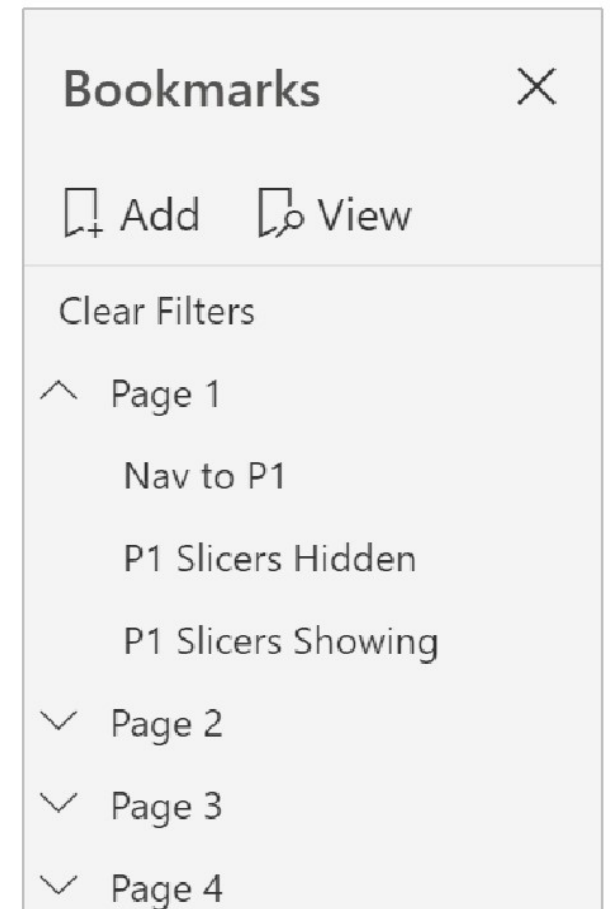 Bookmarks
Add View
Clear Filters
Page 1
Nav to P1
P1 Slicers Hidden
P1 Slicers Showing
Page 2
Page 3
Page 4